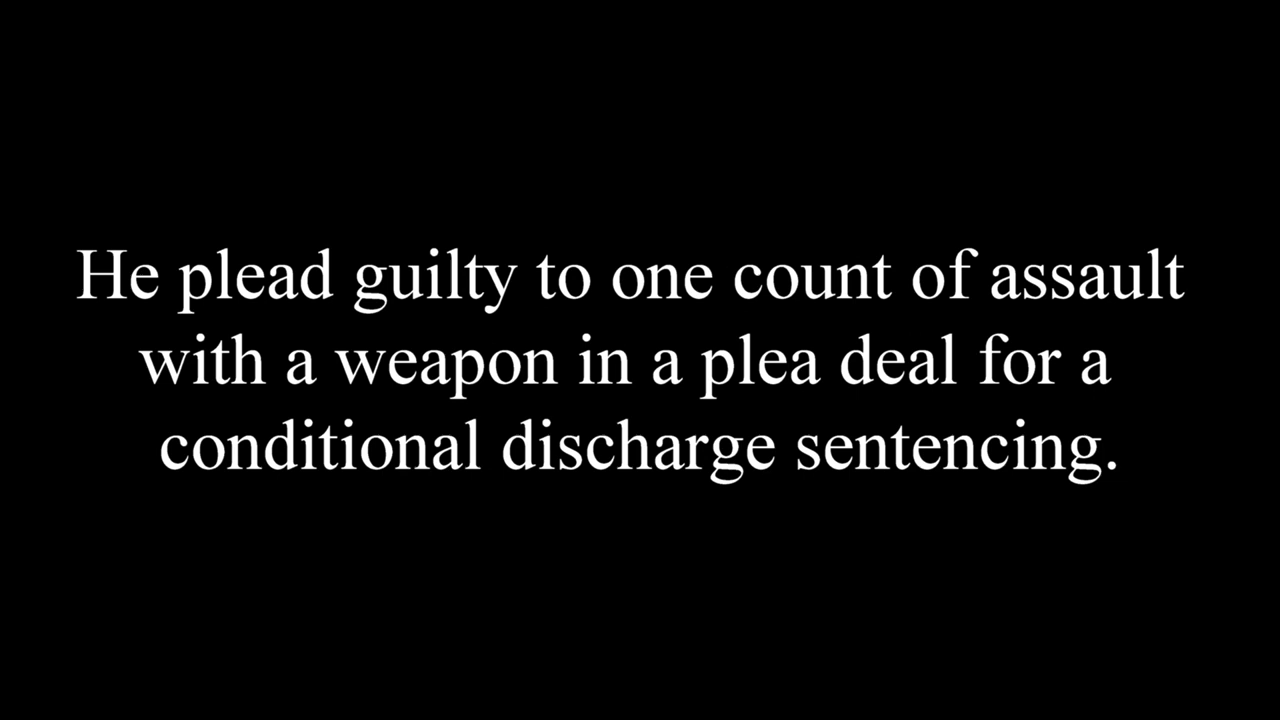 He plead guilty to one count of assault
with a weapon in a plea deal for a
conditional discharge sentencing.